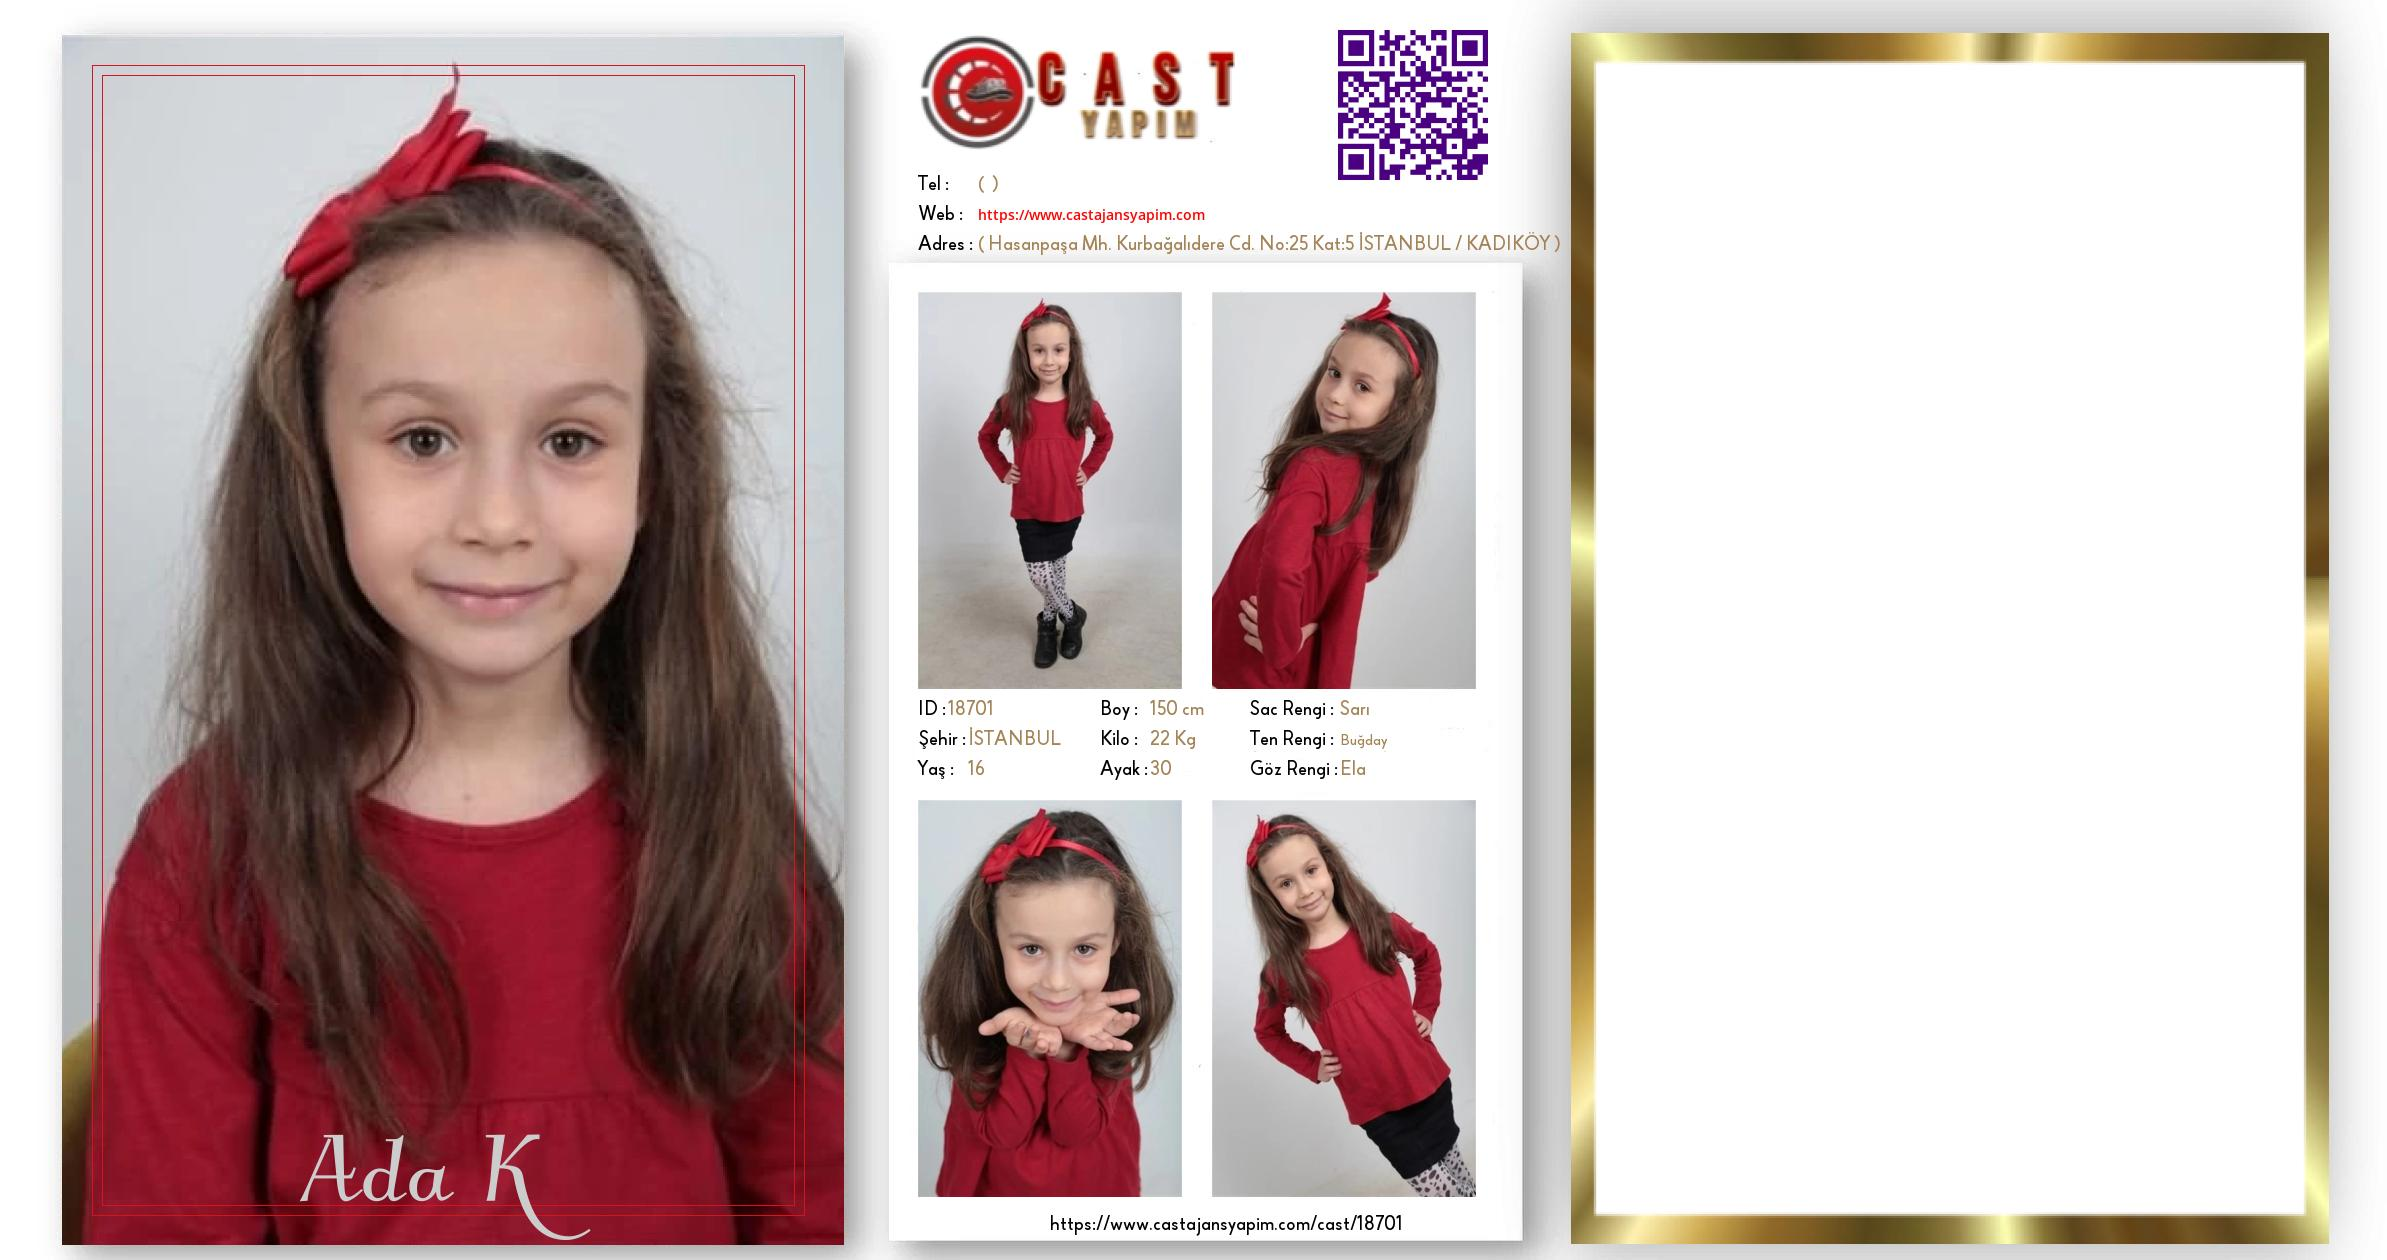 Ada K
CAST
YAPIM
Tel : ( )
Web : https://www.castajansyapim.com
Adres : ( Hasanpaşa Mh. Kurbağalıdere Cd. No:25 Kat:5 İSTANBUL / KADIKÖY )
ID : 18701 Boy : 150 cm Sac Rengi : Sarı
Şehir : İSTANBUL Kilo : 22 Kg Ten Rengi : Buğday
Yaş : 16 Ayak : 30 Göz Rengi : Ela
https://www.castajansyapim.com/cast/18701